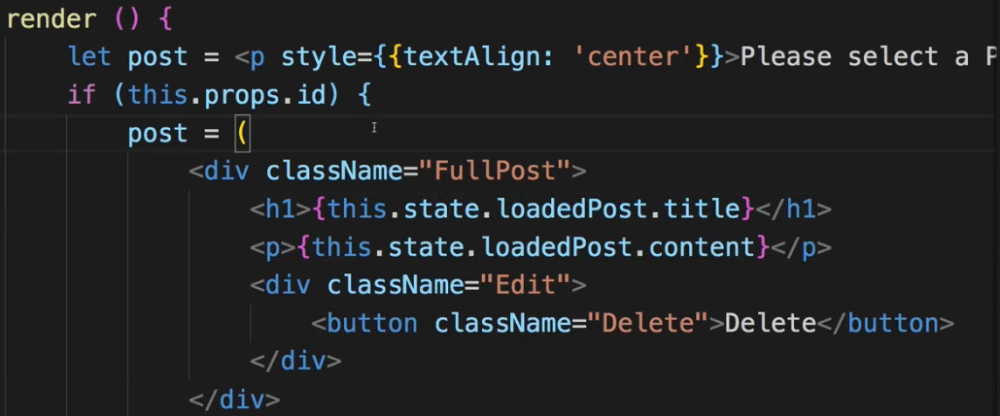 render () {
let post = <p style={{textAlign: 'center'}}>Please select a P
if (this.props.id) {
post = (
<div className="FullPost">
<h1>{this.state.loadedPost.title}</h1>
<p>{this.state.loadedPost.content}</p>
<div className="Edit">
<button className="Delete">Delete</button>
</div>
</div>